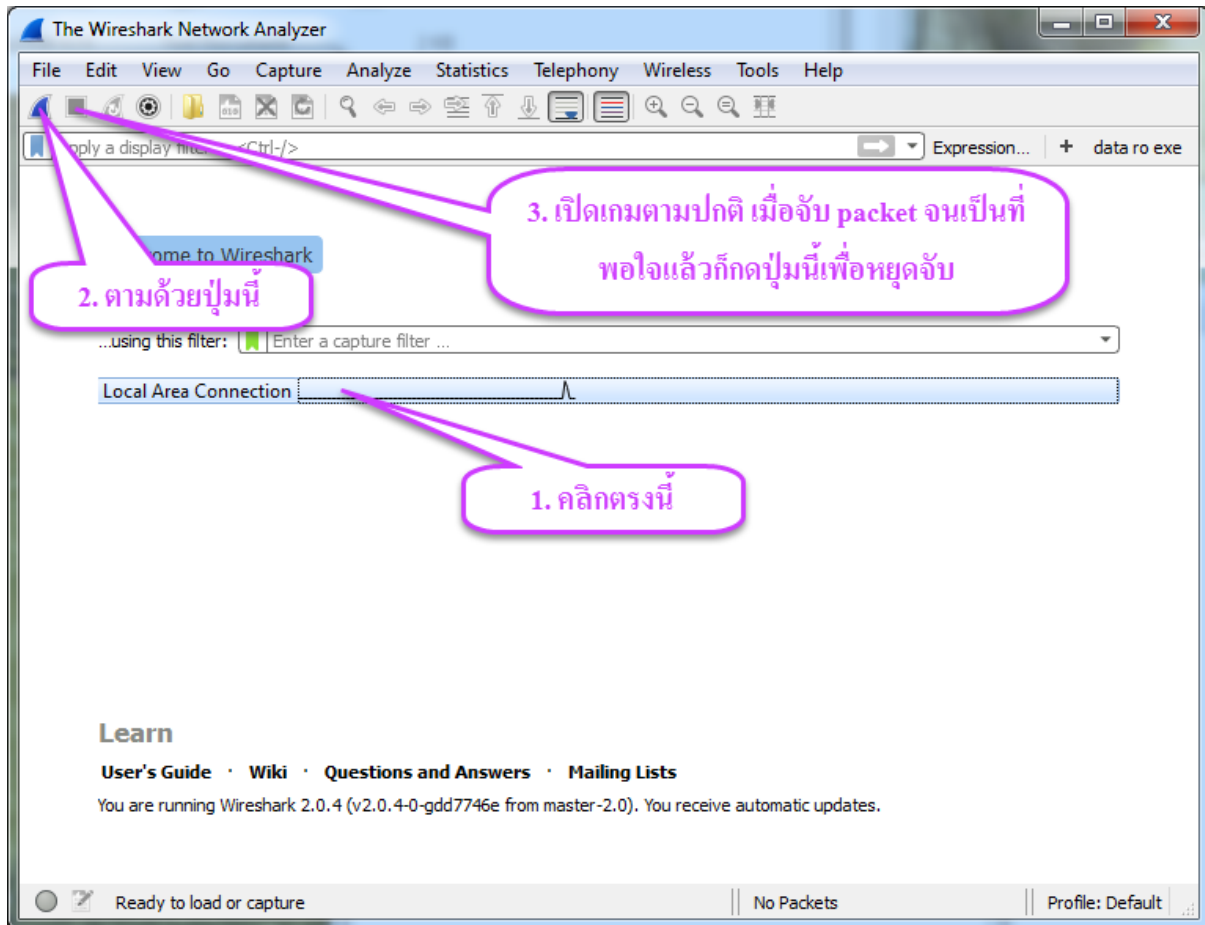 The Wireshark Network Analyzer
File Edit View Go Capture Analyze Statistics Telephony Wireless Tools Help
ply a display <Ctrl-/>
Expression... + data ro exe
3. เปิดเกมตามปกติ เมื่อจับ packet จนเป็นที่
พอใจแล้วก็กดปุ่มนี้เพื่อหยุดจับ
ome to Wireshark
2. ตามด้วยปุ่มนี้
...using this filter: Enter a capture filter ...
Local Area Connection
1. คลิกตรงนี้
Learn
User's Guide · Wiki · Questions and Answers · Mailing Lists
You are running Wireshark 2.0.4 (v2.0.4-0-gdd7746e from master-2.0). You receive automatic updates.
Ready to load or capture
No Packets
Profile: Default